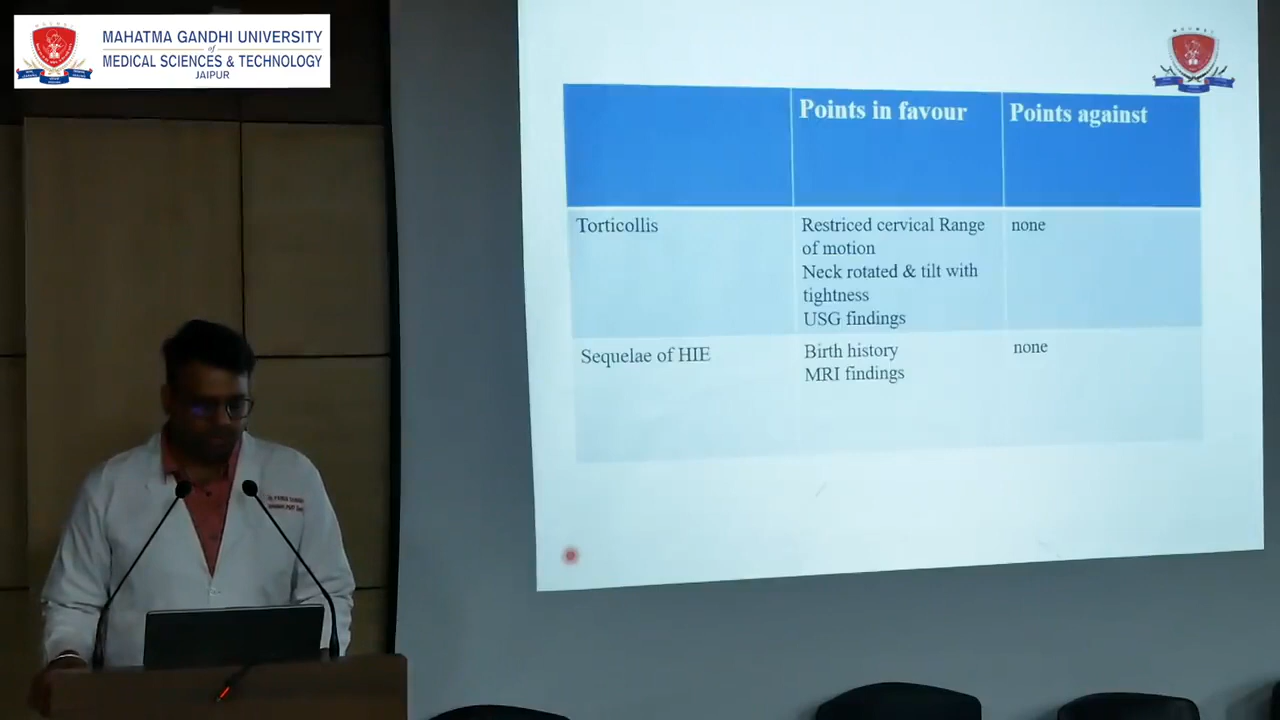 MAHATMA GANDHI UNIVERSITY
of
MEDICAL SCIENCES & TECHNOLOGY
JAIPUR
Points in favour
Points against
Torticollis
Restriced cervical Range
of motion
Neck rotated & tilt with
tightness
USG findings
none
Sequelae of HIE
Birth history
MRI findings
none